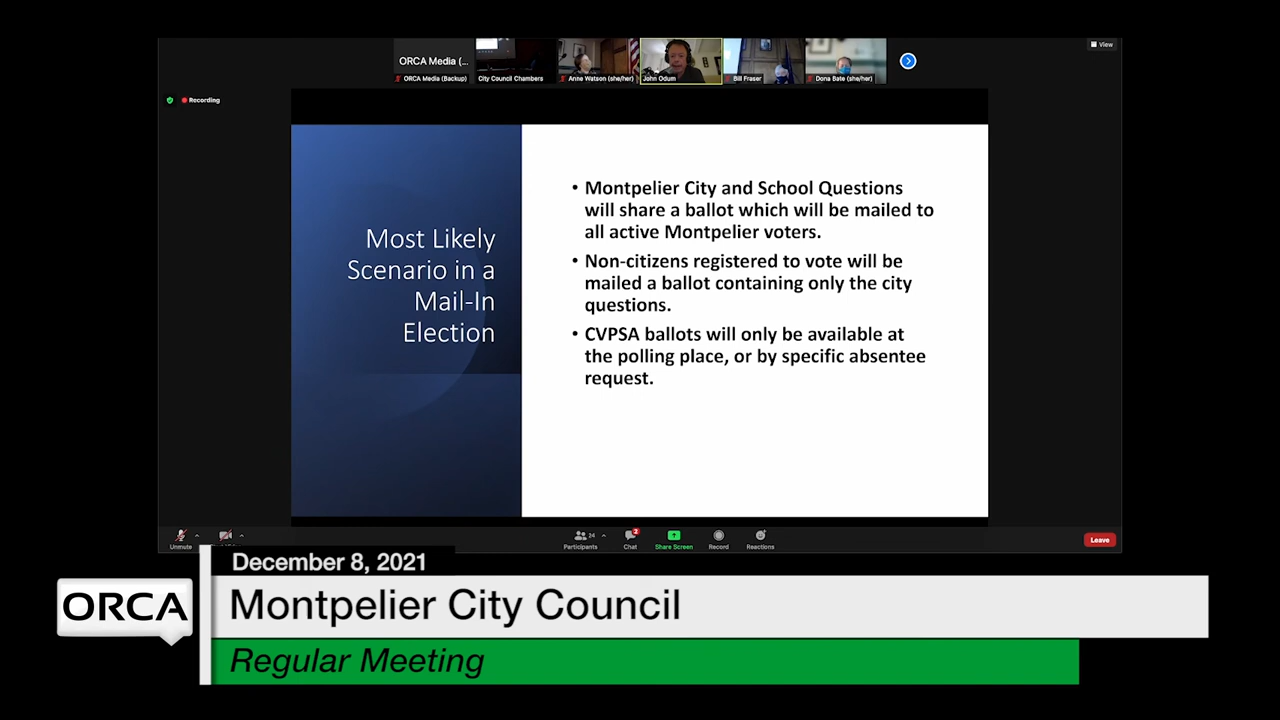 ORCA Media (...
ORCA Media (Backup)
City Council Chambers
Anne Watson (she/her)
John Odum
Bill Fraser
Dona Bate (she/her)
View
Recording
Most Likely
Scenario in a
Mail-In
Election
• Montpelier City and School Questions
will share a ballot which will be mailed to
all active Montpelier voters.
• Non-citizens registered to vote will be
mailed a ballot containing only the city
questions.
• CVPSA ballots will only be available at
the polling place, or by specific absentee
request.
Unmute
Participants
24
Chat
2
Share Screen
Record
Reactions
Leave
December 8, 2021
ORCA
Montpelier City Council
Regular Meeting